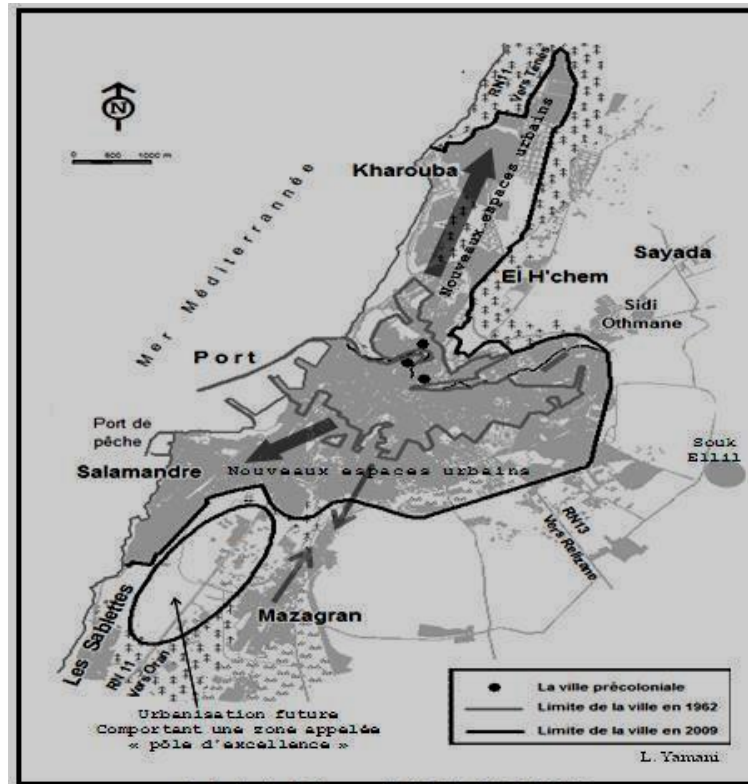 N
0 500 1000 m
RN11
Vers Ténès
Kharouba
Nouveaux espaces urbains
Mer Méditerrannée
El H'chem
Sayada
Sidi
Othmane
Port
Port de
pêche
Salamandre
Nouveaux espaces urbains
Souk
Ellil
RN13
Vers Relizane
Mazagran
Les Sablettes
RN 11
Vers Oran
Urbanisation future
Comportant une zone appelée
« pôle d'excellence »
La ville précoloniale
Limite de la ville en 1962
Limite de la ville en 2009
L. Yamani